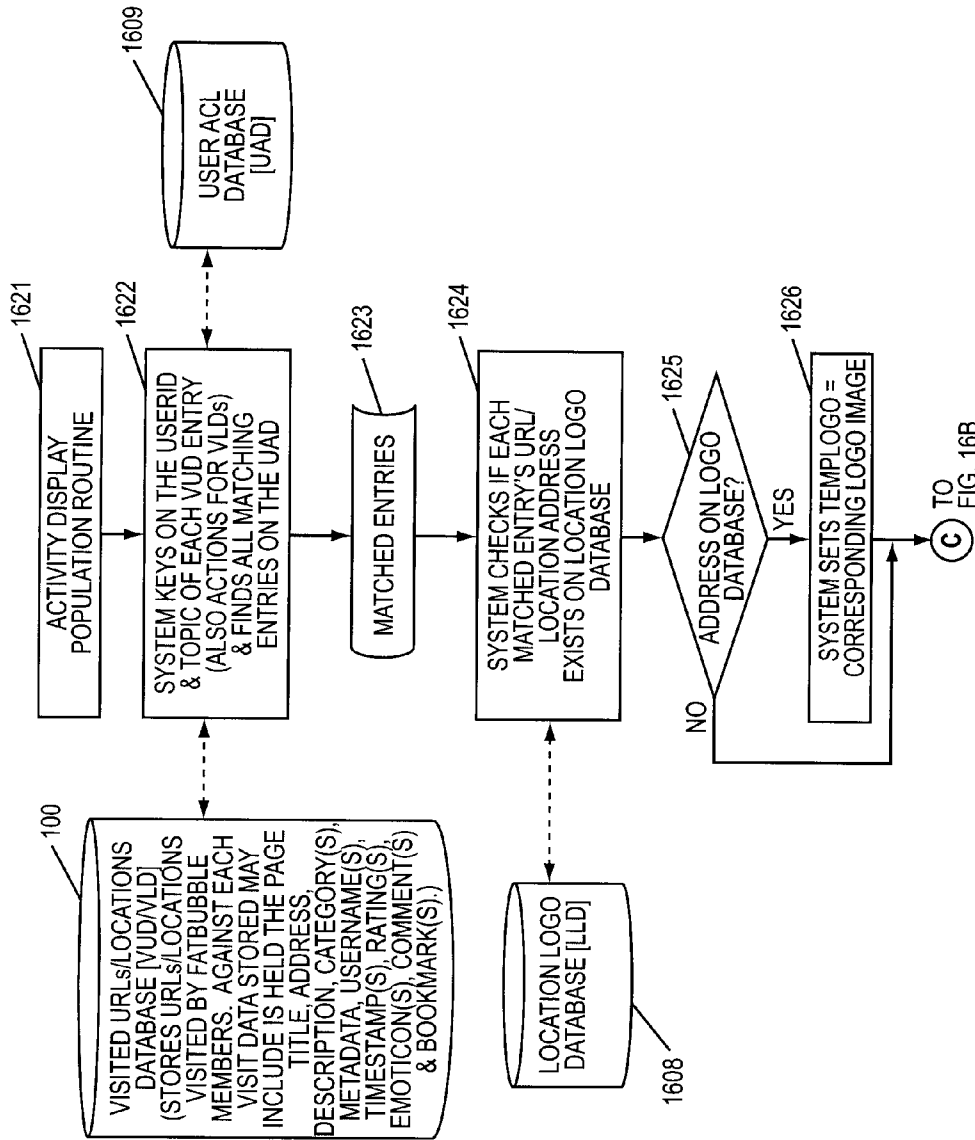 1621
ACTIVITY DISPLAY
POPULATION ROUTINE
1609
USER ACL
DATABASE
[UAD]
1622
SYSTEM KEYS ON THE USERID
& TOPIC OF EACH VUD ENTRY
(ALSO ACTIONS FOR VLDs)
& FINDS ALL MATCHING
ENTRIES ON THE UAD
100
VISITED URLs/LOCATIONS
DATABASE [VUD/VLD]
(STORES URLs/LOCATIONS
VISITED BY FATBUBBLE
MEMBERS. AGAINST EACH
VISIT DATA STORED MAY
INCLUDE IS HELD THE PAGE
TITLE, ADDRESS,
DESCRIPTION, CATEGORY(S),
METADATA, USERNAME(S),
TIMESTAMP(S), RATING(S),
EMOTICON(S), COMMENT(S)
& BOOKMARK(S).)
1623
MATCHED ENTRIES
1624
SYSTEM CHECKS IF EACH
MATCHED ENTRY'S URL/
LOCATION ADDRESS
EXISTS ON LOCATION LOGO
DATABASE
LOCATION LOGO
DATABASE [LLD]
1608
1625
ADDRESS ON LOGO
DATABASE?
NO
YES
1626
SYSTEM SETS TEMPLOGO =
CORRESPONDING LOGO IMAGE
C
TO
FIG. 16B